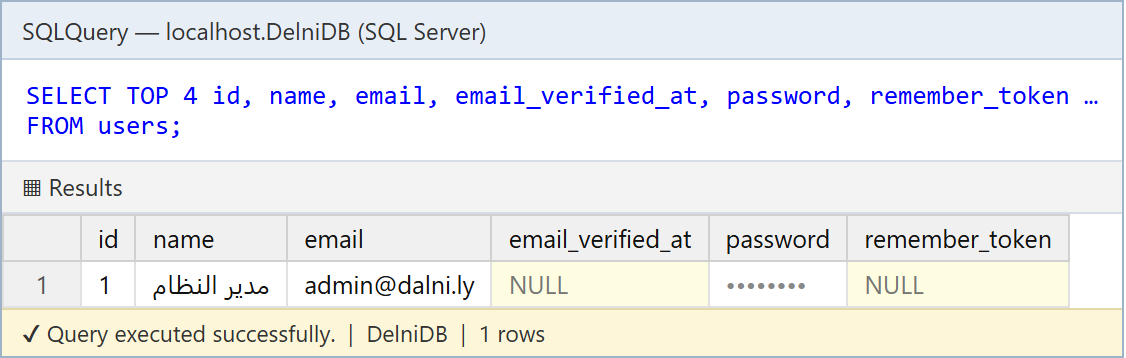 SQLQuery — localhost.DelniDB (SQL Server)
SELECT TOP 4 id, name, email, email_verified_at, password, remember_token …
FROM users;
▦ Results
id name email email_verified_at password remember_token
1 1 مدير النظام admin@dalni.ly NULL •••••••• NULL
✔ Query executed successfully. | DelniDB | 1 rows